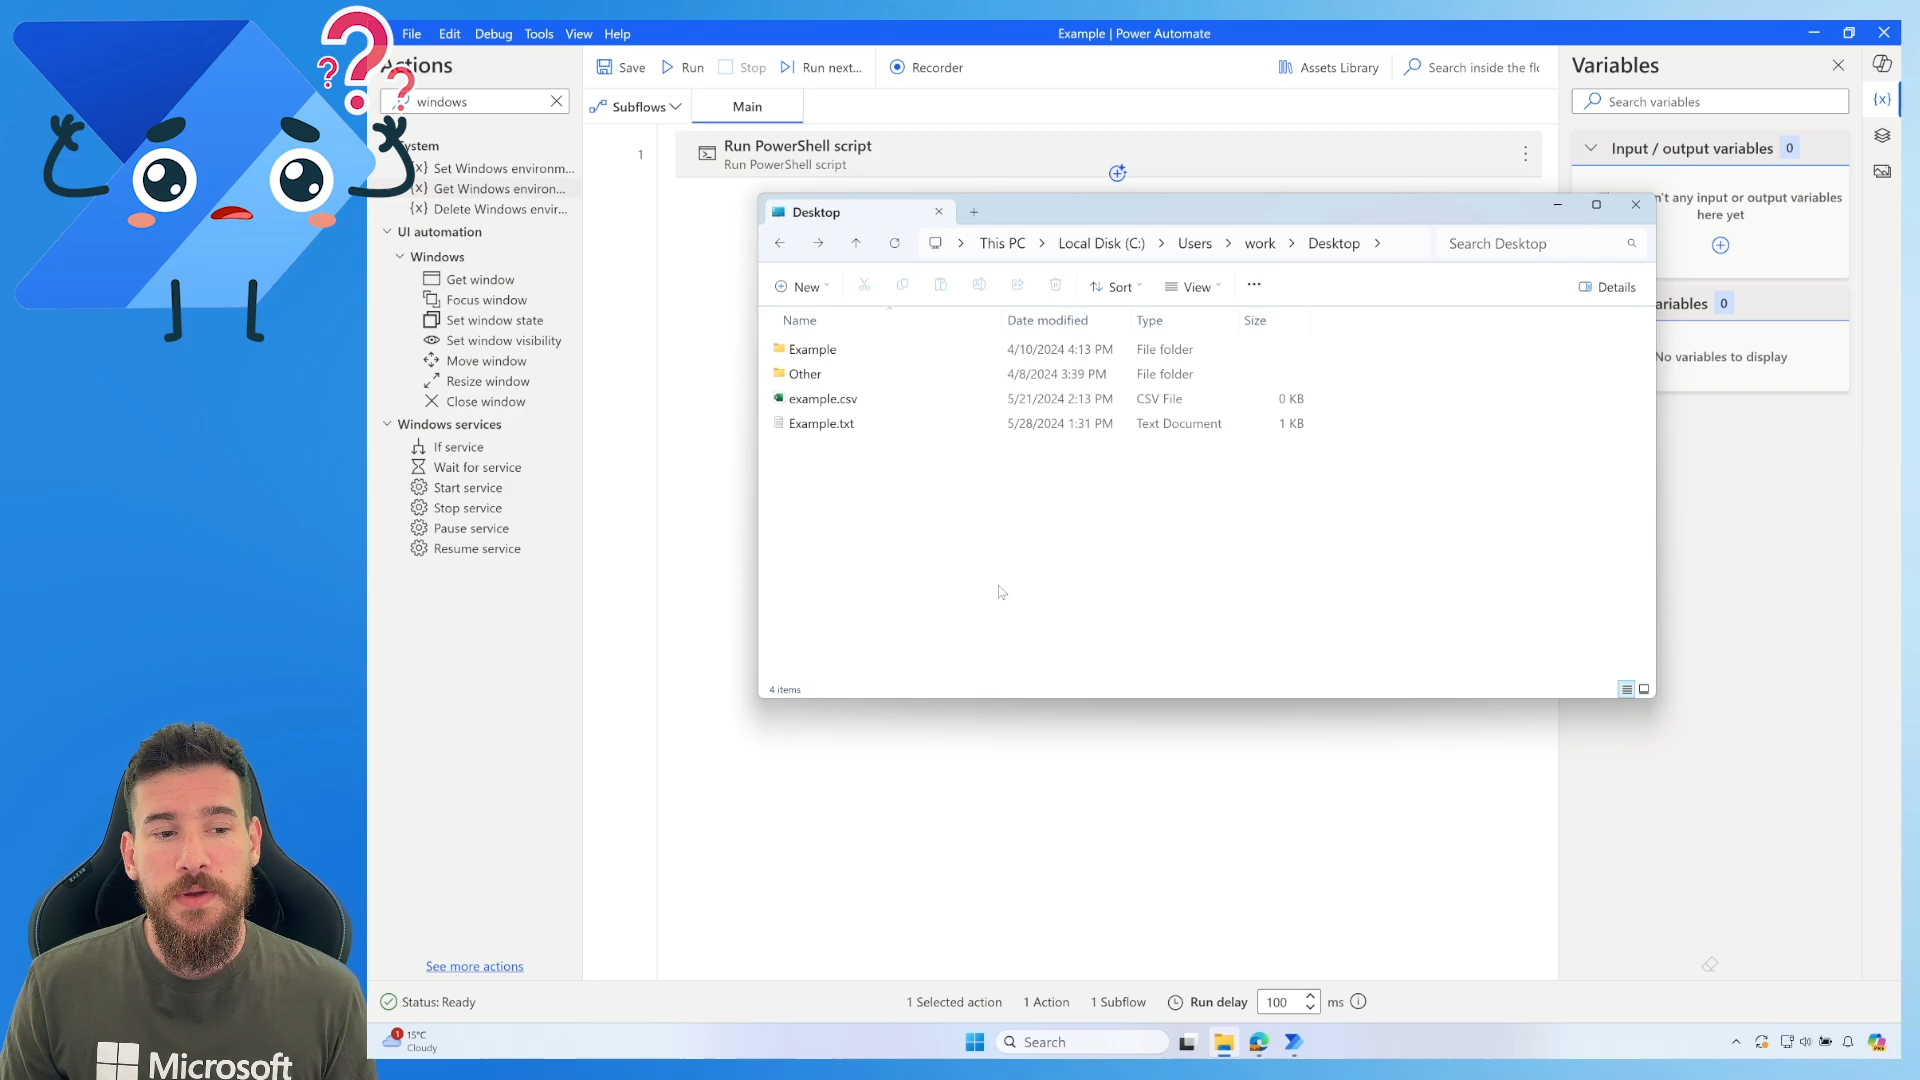 File Edit Debug Tools View Help
Example | Power Automate
Actions
windows
System
Set Windows environm...
Get Windows environ...
Delete Windows envir...
UI automation
Windows
Get window
Focus window
Set window state
Set window visibility
Move window
Resize window
Close window
Windows services
If service
Wait for service
Start service
Stop service
Pause service
Resume service
See more actions
Save Run Stop Run next... Recorder Assets Library Search inside the flo
Subflows Main
1
Run PowerShell script
Run PowerShell script
Desktop
This PC Local Disk (C:) Users work Desktop Search Desktop
New Sort View Details
Name Date modified Type Size
Example 4/10/2024 4:13 PM File folder
Other 4/8/2024 3:39 PM File folder
example.csv 5/21/2024 2:13 PM CSV File 0 KB
Example.txt 5/28/2024 1:31 PM Text Document 1 KB
4 items
Variables
Search variables
Input / output variables 0
n't any input or output variables
here yet
ariables 0
No variables to display
Status: Ready 1 Selected action 1 Action 1 Subflow Run delay 100 ms
1
15°C
Cloudy
Search
Microsoft